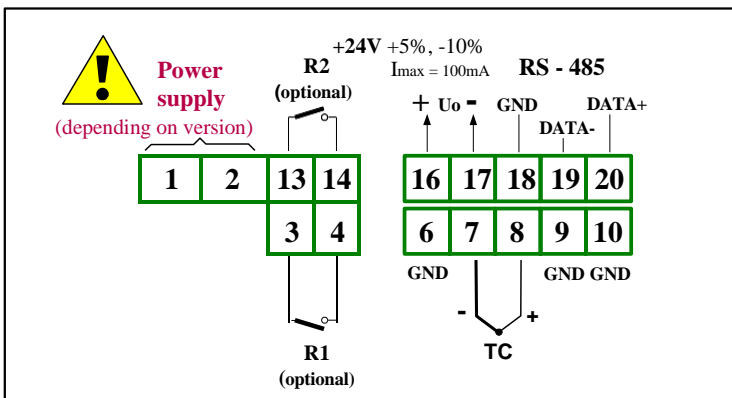 +24V +5%, -10%
R2
(optional)
Imax = 100mA
RS - 485
Power
supply
(depending on version)
+ Uo -
GND
DATA+
DATA-
1 2 13 14
16 17 18 19 20
3 4
6 7 8 9 10
GND
GND GND
- +
TC
R1
(optional)
!